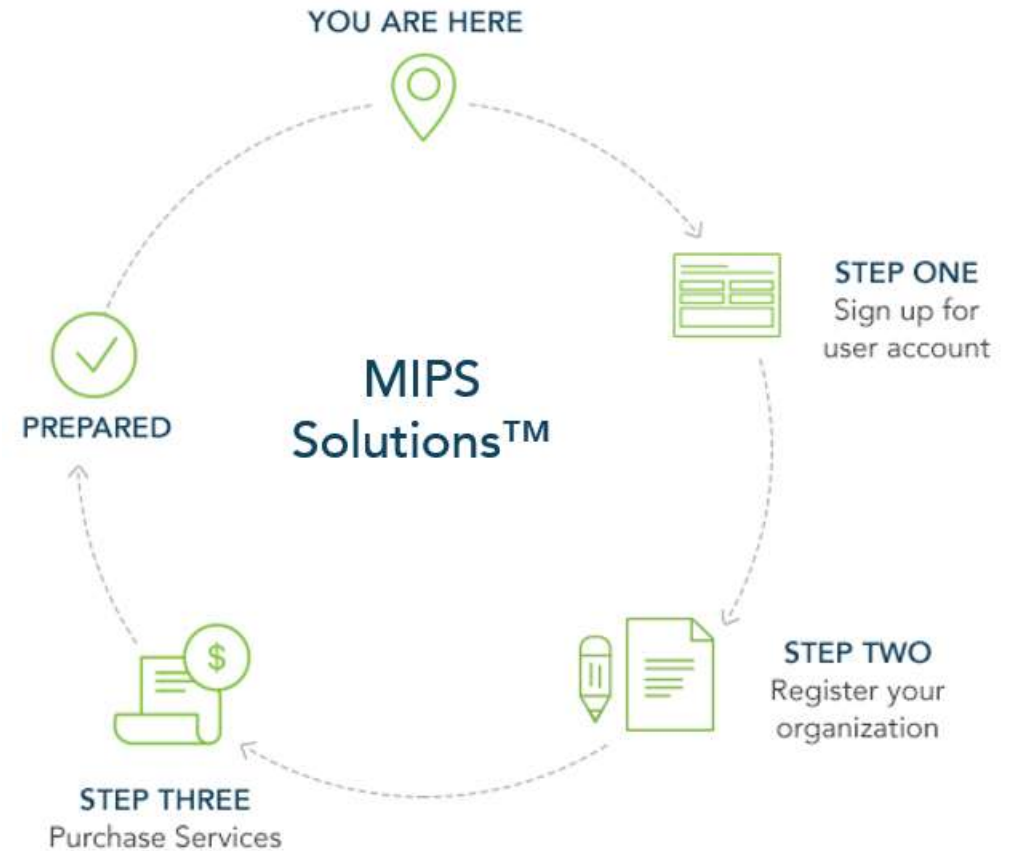 YOU ARE HERE
STEP ONE
Sign up for
user account
PREPARED
MIPS
Solutions™
$
STEP TWO
Register your
organization
STEP THREE
Purchase Services